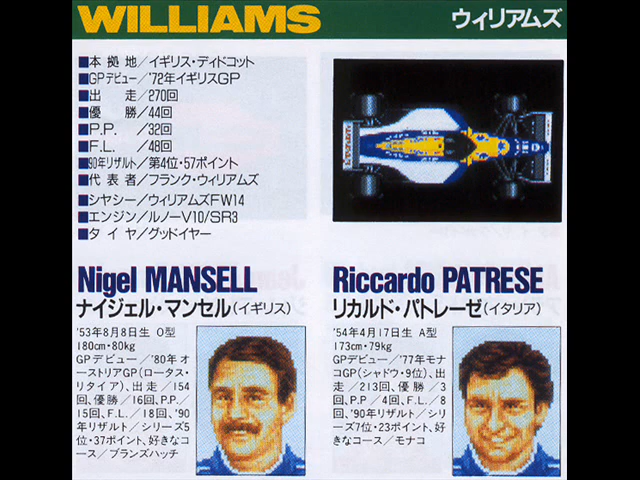 WILLIAMS
ウィリアムズ
■本拠地／イギリス・ディドコット
■GPデビュー／'72年イギリスGP
■出走／270回
■優勝／44回
■P.P.／32回
■F.L.／48回
■90年リザルト／第4位・57ポイント
■代表者／フランク・ウィリアムズ
■シヤシー／ウィリアムズFW14
■エンジン／ルノーV10/SR3
■タイヤ／グッドイヤー
Nigel MANSELL
ナイジェル・マンセル(イギリス)
'53年8月8日生 O型
180cm・80kg
GPデビュー／'80年オ
ーストリアGP(ロータス・
リタイア)、出走／154
回、優勝／16回、P.P.／
15回、F.L.／18回、'90
年リザルト／シリーズ5
位・37ポイント、好きなコ
ース／ブランズハッチ
Riccardo PATRESE
リカルド・パトレーゼ(イタリア)
'54年4月17日生 A型
173cm・79kg
GPデビュー／'77年モナ
コGP(シャドウ・9位)、出
走／213回、優勝／3
回、P.P／4回、F.L／8
回、'90年リザルト／シリ
ーズ7位・23ポイント、好き
なコース／モナコ